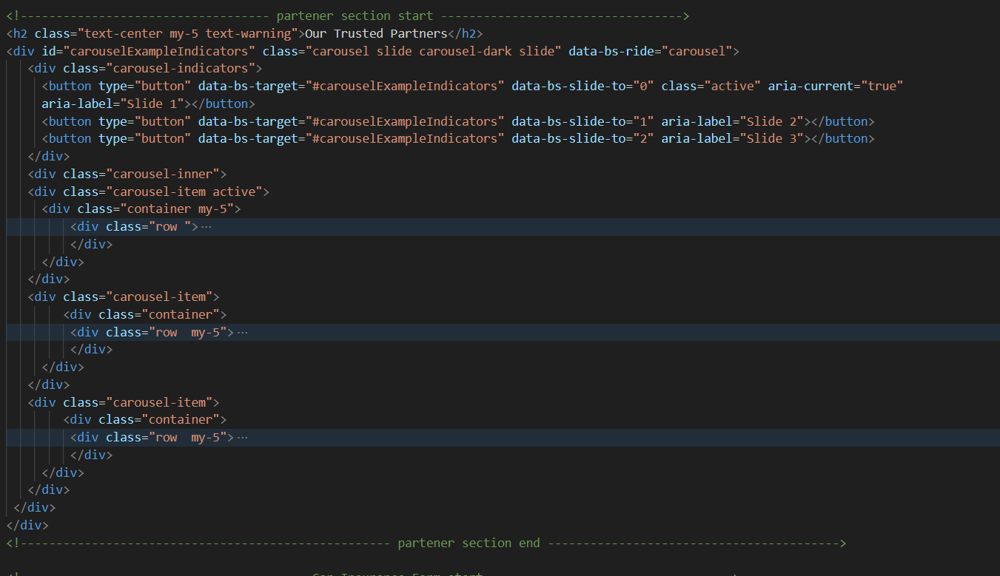 <!----------------------------------- partener section start ---------------------------------->
<h2 class="text-center my-5 text-warning">Our Trusted Partners</h2>
<div id="carouselExampleIndicators" class="carousel slide carousel-dark slide" data-bs-ride="carousel">
<div class="carousel-indicators">
<button type="button" data-bs-target="#carouselExampleIndicators" data-bs-slide-to="0" class="active" aria-current="true"
aria-label="Slide 1"></button>
<button type="button" data-bs-target="#carouselExampleIndicators" data-bs-slide-to="1" aria-label="Slide 2"></button>
<button type="button" data-bs-target="#carouselExampleIndicators" data-bs-slide-to="2" aria-label="Slide 3"></button>
</div>
<div class="carousel-inner">
<div class="carousel-item active">
<div class="container my-5">
<div class="row ">···
</div>
</div>
</div>
<div class="carousel-item">
<div class="container">
<div class="row  my-5">···
</div>
</div>
</div>
<div class="carousel-item">
<div class="container">
<div class="row  my-5">···
</div>
</div>
</div>
</div>
</div>
<!---------------------------------------------------- partener section end ----------------------------------------->